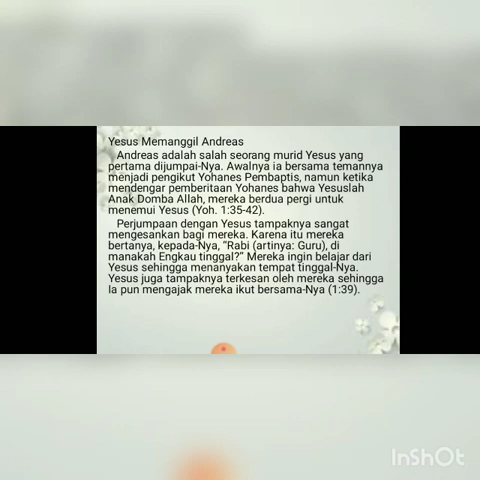 Yesus Memanggil Andreas
Andreas adalah salah seorang murid Yesus yang
pertama dijumpai-Nya. Awalnya ia bersama temannya
menjadi pengikut Yohanes Pembaptis, namun ketika
mendengar pemberitaan Yohanes bahwa Yesuslah
Anak Domba Allah, mereka berdua pergi untuk
menemui Yesus (Yoh. 1:35-42).
Perjumpaan dengan Yesus tampaknya sangat
mengesankan bagi mereka. Karena itu mereka
bertanya, kepada-Nya, “Rabi (artinya: Guru), di
manakah Engkau tinggal?” Mereka ingin belajar dari
Yesus sehingga menanyakan tempat tinggal-Nya.
Yesus juga tampaknya terkesan oleh mereka sehingga
Ia pun mengajak mereka ikut bersama-Nya (1:39).
InShOt